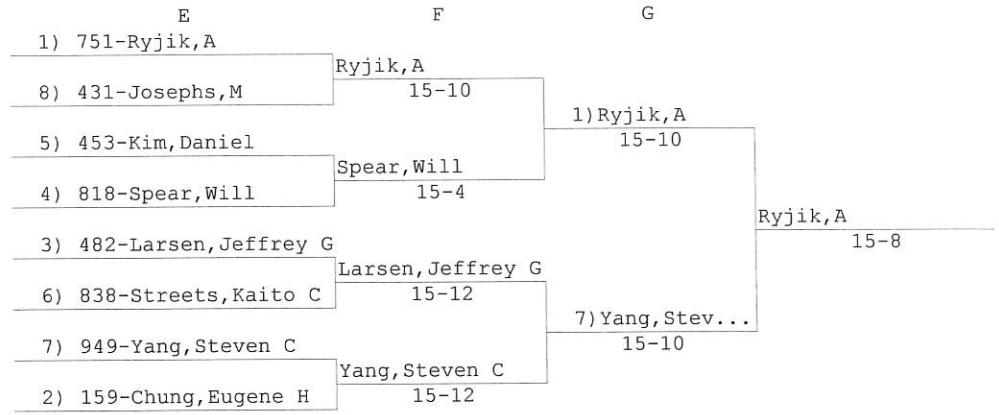 E F G
1) 751-Ryjik,A
Ryjik,A
8) 431-Josephs,M
15-10
1)Ryjik,A
5) 453-Kim,Daniel
15-10
Spear,Will
4) 818-Spear,Will
15-4
Ryjik,A
3) 482-Larsen,Jeffrey G
15-8
Larsen,Jeffrey G
6) 838-Streets,Kaito C
15-12
7)Yang,Stev...
7) 949-Yang,Steven C
15-10
Yang,Steven C
2) 159-Chung,Eugene H
15-12